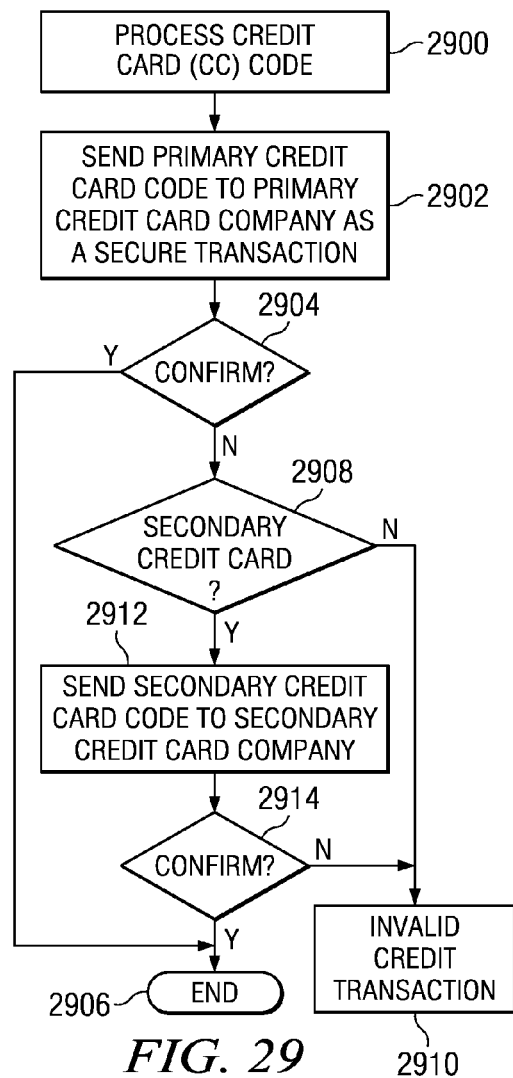 PROCESS CREDIT
CARD (CC) CODE
2900
SEND PRIMARY CREDIT
CARD CODE TO PRIMARY
CREDIT CARD COMPANY AS
A SECURE TRANSACTION
2902
2904
Y
CONFIRM?
N
2908
SECONDARY
CREDIT CARD
?
N
2912
Y
SEND SECONDARY CREDIT
CARD CODE TO SECONDARY
CREDIT CARD COMPANY
2914
CONFIRM?
N
Y
INVALID
CREDIT
TRANSACTION
2906
END
2910
FIG. 29